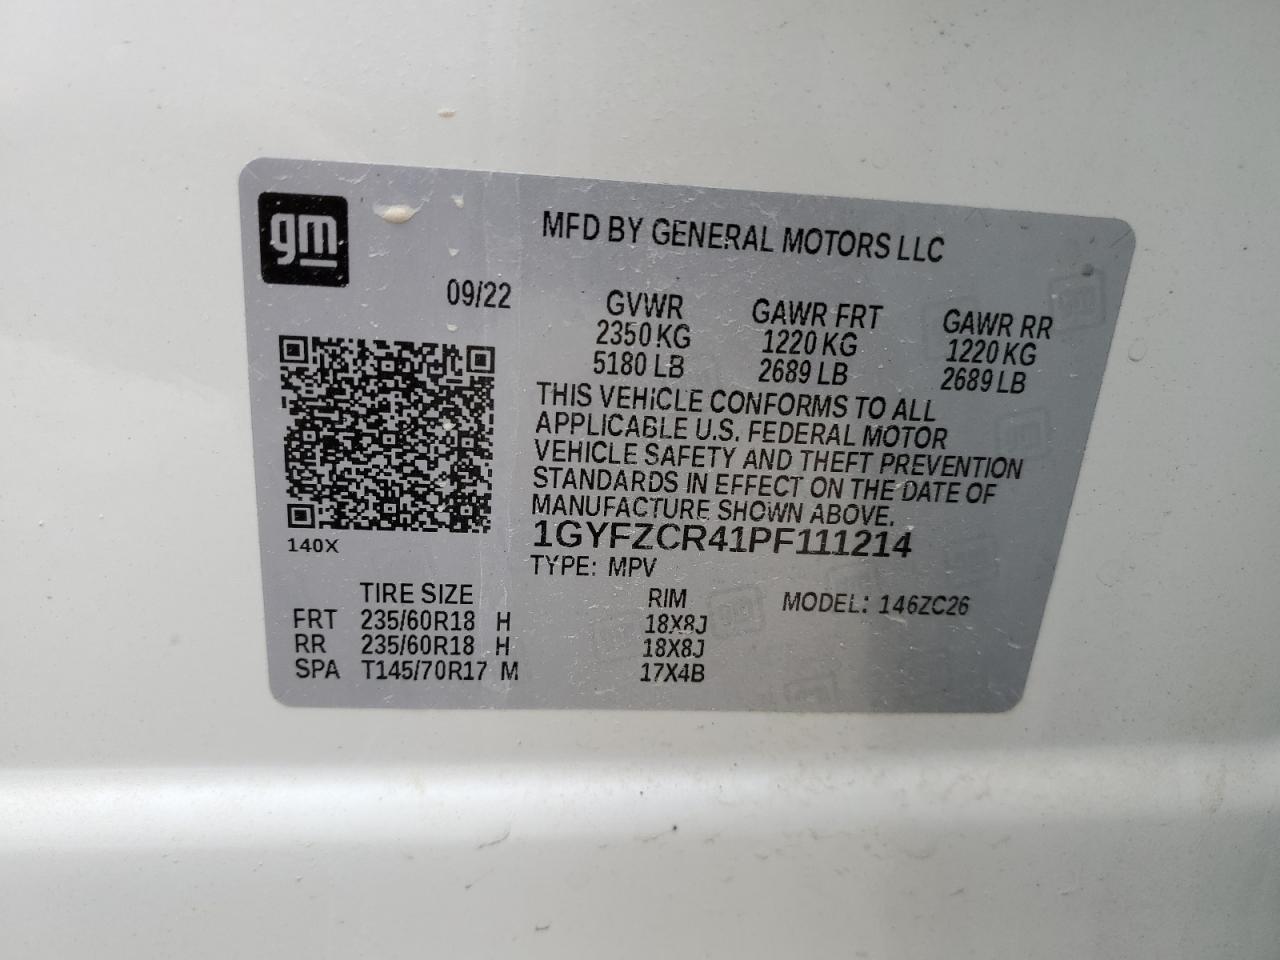 gm
MFD BY GENERAL MOTORS LLC
09/22
GVWR GAWR FRT GAWR RR
2350 KG 1220 KG 1220 KG
5180 LB 2689 LB 2689 LB
THIS VEHICLE CONFORMS TO ALL
APPLICABLE U.S. FEDERAL MOTOR
VEHICLE SAFETY AND THEFT PREVENTION
STANDARDS IN EFFECT ON THE DATE OF
MANUFACTURE SHOWN ABOVE.
1GYFZCR41PF111214
140X
TYPE: MPV
TIRE SIZE RIM MODEL: 146ZC26
FRT 235/60R18 H 18X8J
RR 235/60R18 H 18X8J
SPA T145/70R17 M 17X4B